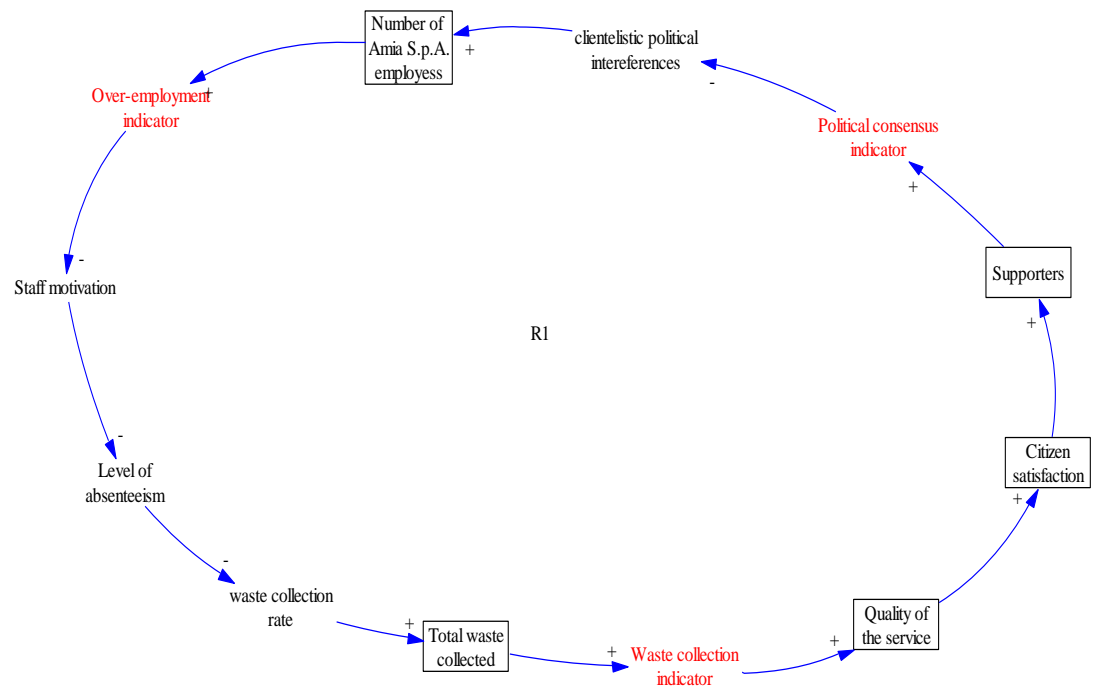 Number of
Amia S.p.A.
employess
+
clientelistic political
intereferences
-
Political consensus
indicator
+
Supporters
+
Citizen
satisfaction
+
Quality of
the service
+
Waste collection
indicator
+
Total waste
collected
+
waste collection
rate
-
Level of
absenteeism
-
Staff motivation
-
Over-employment
indicator
+
R1